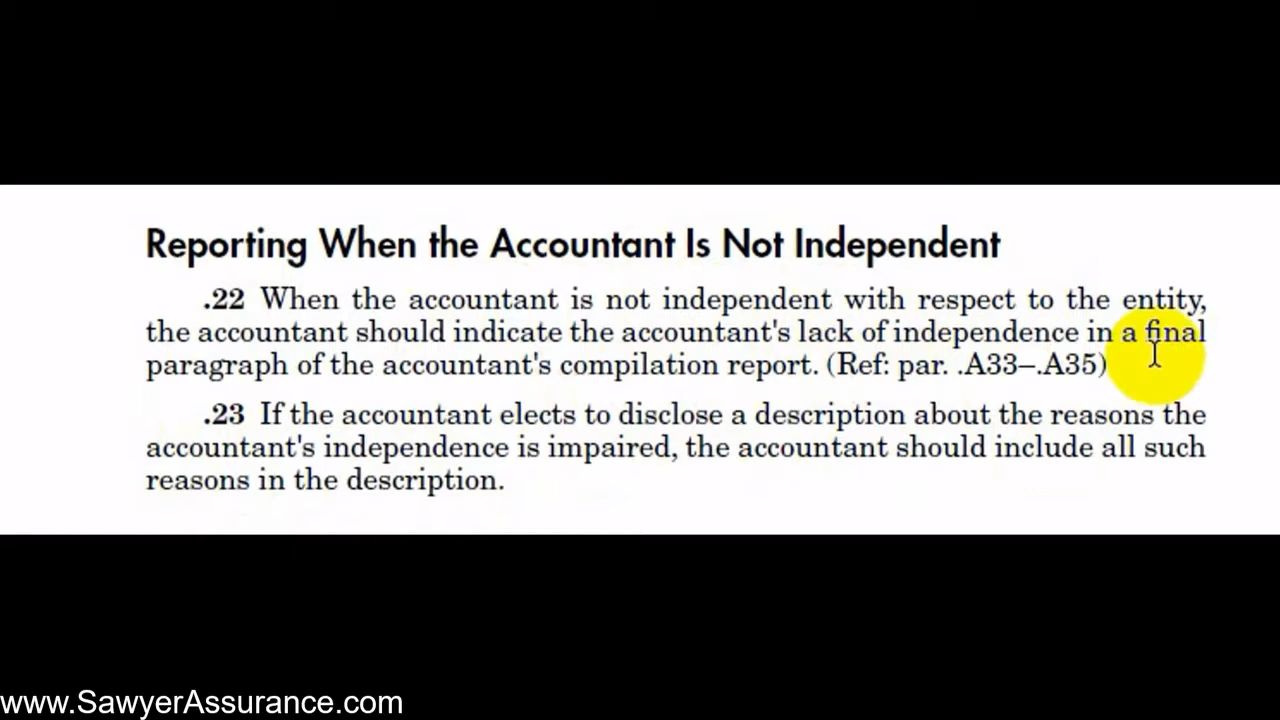 Reporting When the Accountant Is Not Independent
.22 When the accountant is not independent with respect to the entity,
the accountant should indicate the accountant's lack of independence in a final
paragraph of the accountant's compilation report. (Ref: par. .A33–.A35)
.23 If the accountant elects to disclose a description about the reasons the
accountant's independence is impaired, the accountant should include all such
reasons in the description.
www.SawyerAssurance.com